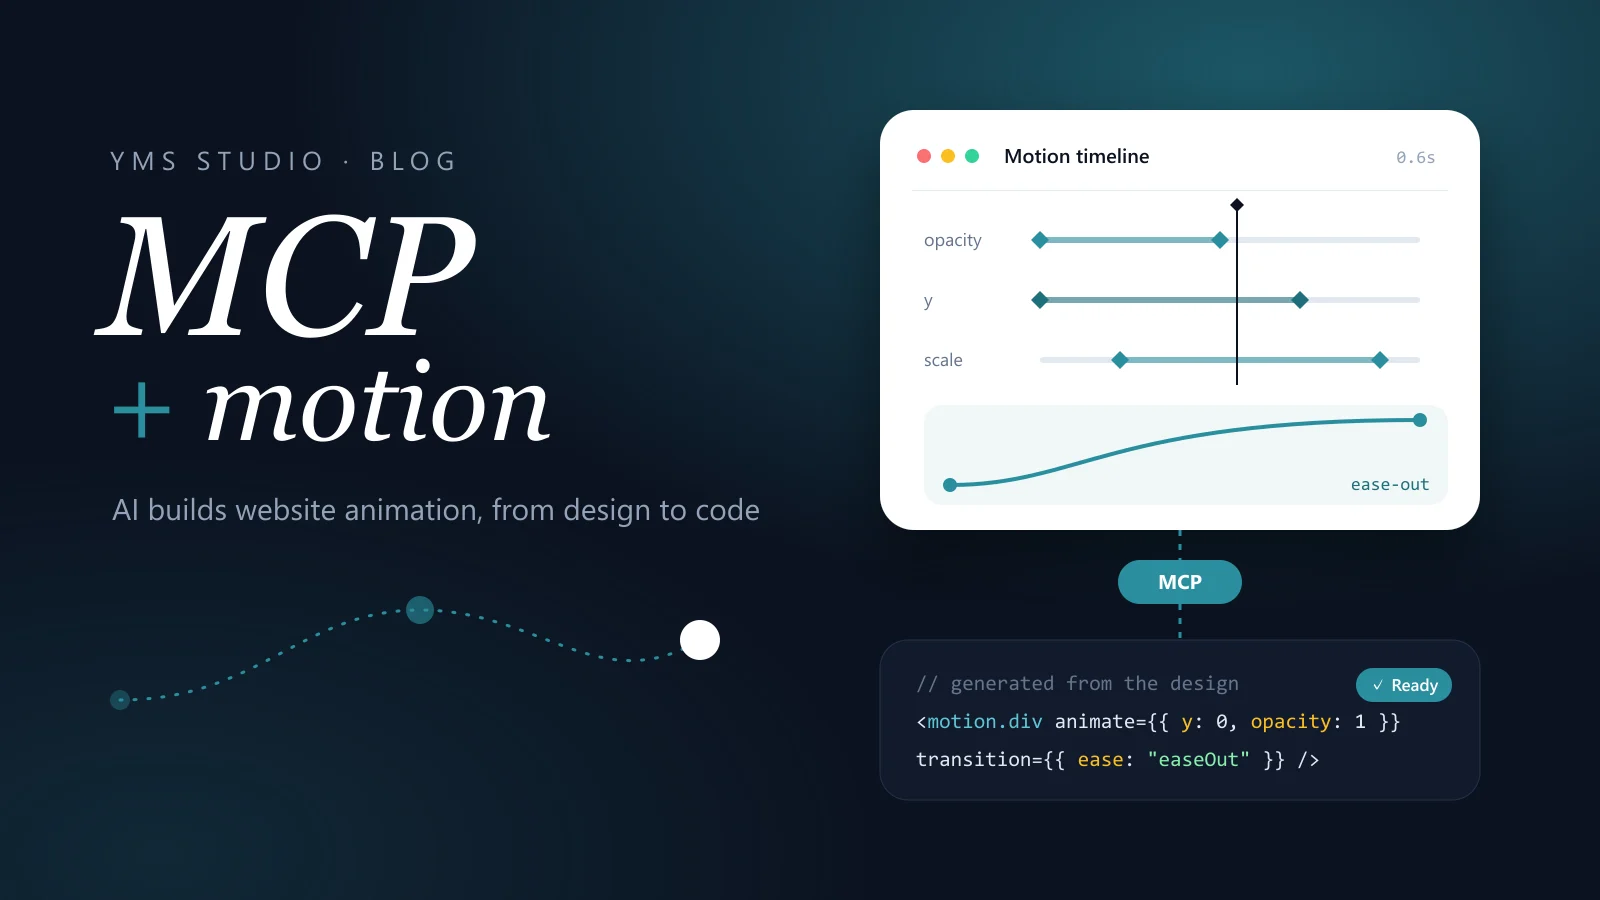 YMS STUDIO · BLOG
MCP
+ motion
AI builds website animation, from design to code
Motion timeline
0.6s
opacity
y
scale
ease-out
MCP
// generated from the design
✓ Ready
<motion.div animate={{ y: 0, opacity: 1 }}
transition={{ ease: "easeOut" }} />